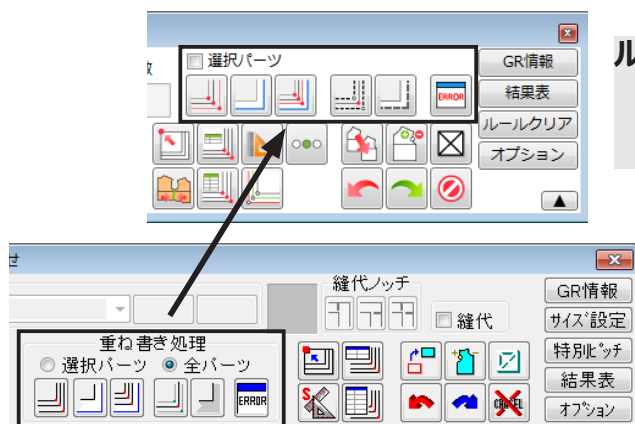 選択パーツ
ERROR
GR情報
結果表
ルールクリア
オプション
▲
ル
せ
縫代ノッチ
縫代
重ね書き処理
選択パーツ 全パーツ
ERROR
CANCEL
GR情報
ｻｲｽﾞ設定
特別ﾋﾟｯﾁ
結果表
ｵﾌﾟｼｮﾝ